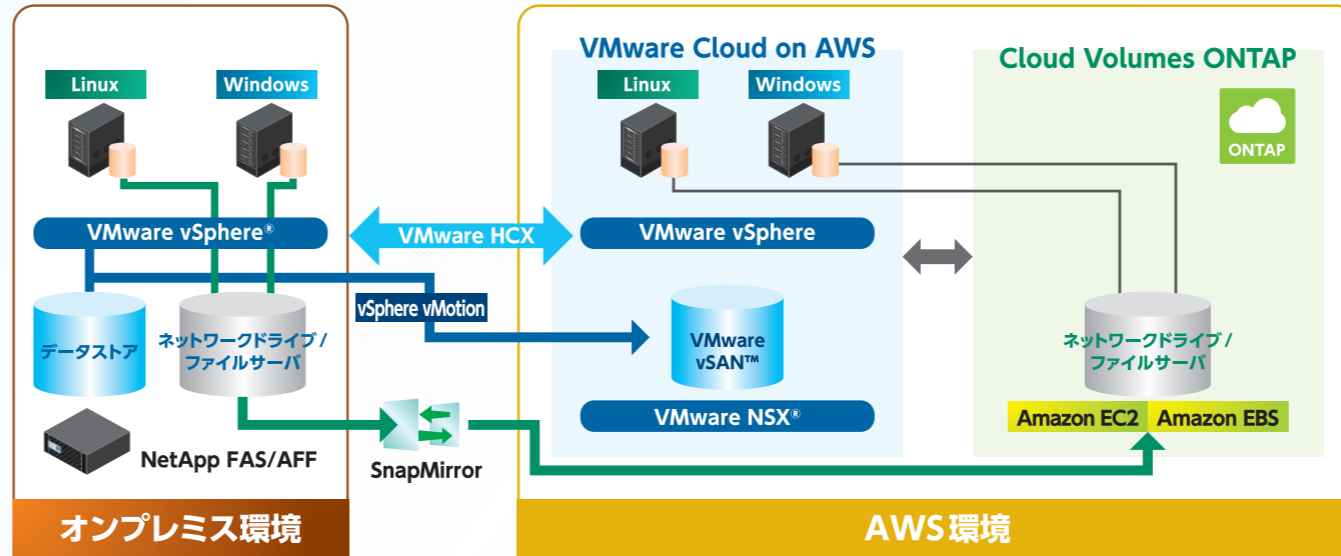 Linux
Windows
VMware vSphere®
データストア
ネットワークドライブ/
ファイルサーバ
NetApp FAS/AFF
オンプレミス環境
VMware HCX
vSphere vMotion
SnapMirror
VMware Cloud on AWS
Linux
Windows
VMware vSphere
VMware
vSAN™
VMware NSX®
Cloud Volumes ONTAP
ONTAP
ネットワークドライブ/
ファイルサーバ
Amazon EC2
Amazon EBS
AWS環境